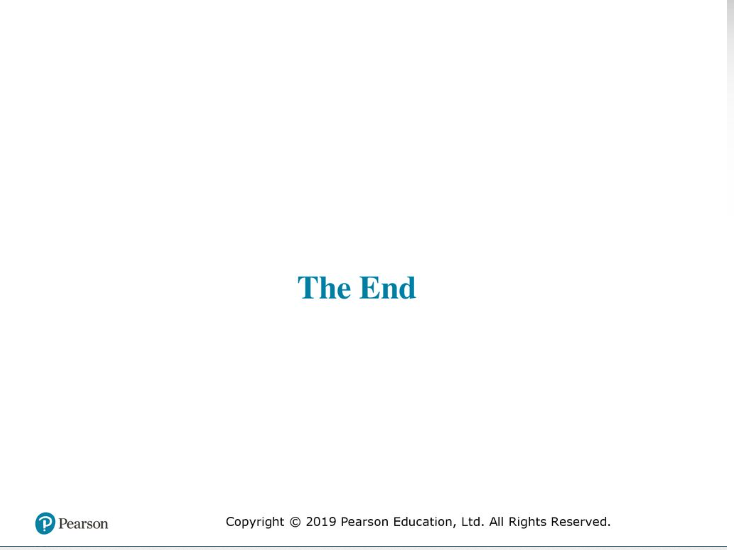 The End
Pearson
Copyright © 2019 Pearson Education, Ltd. All Rights Reserved.